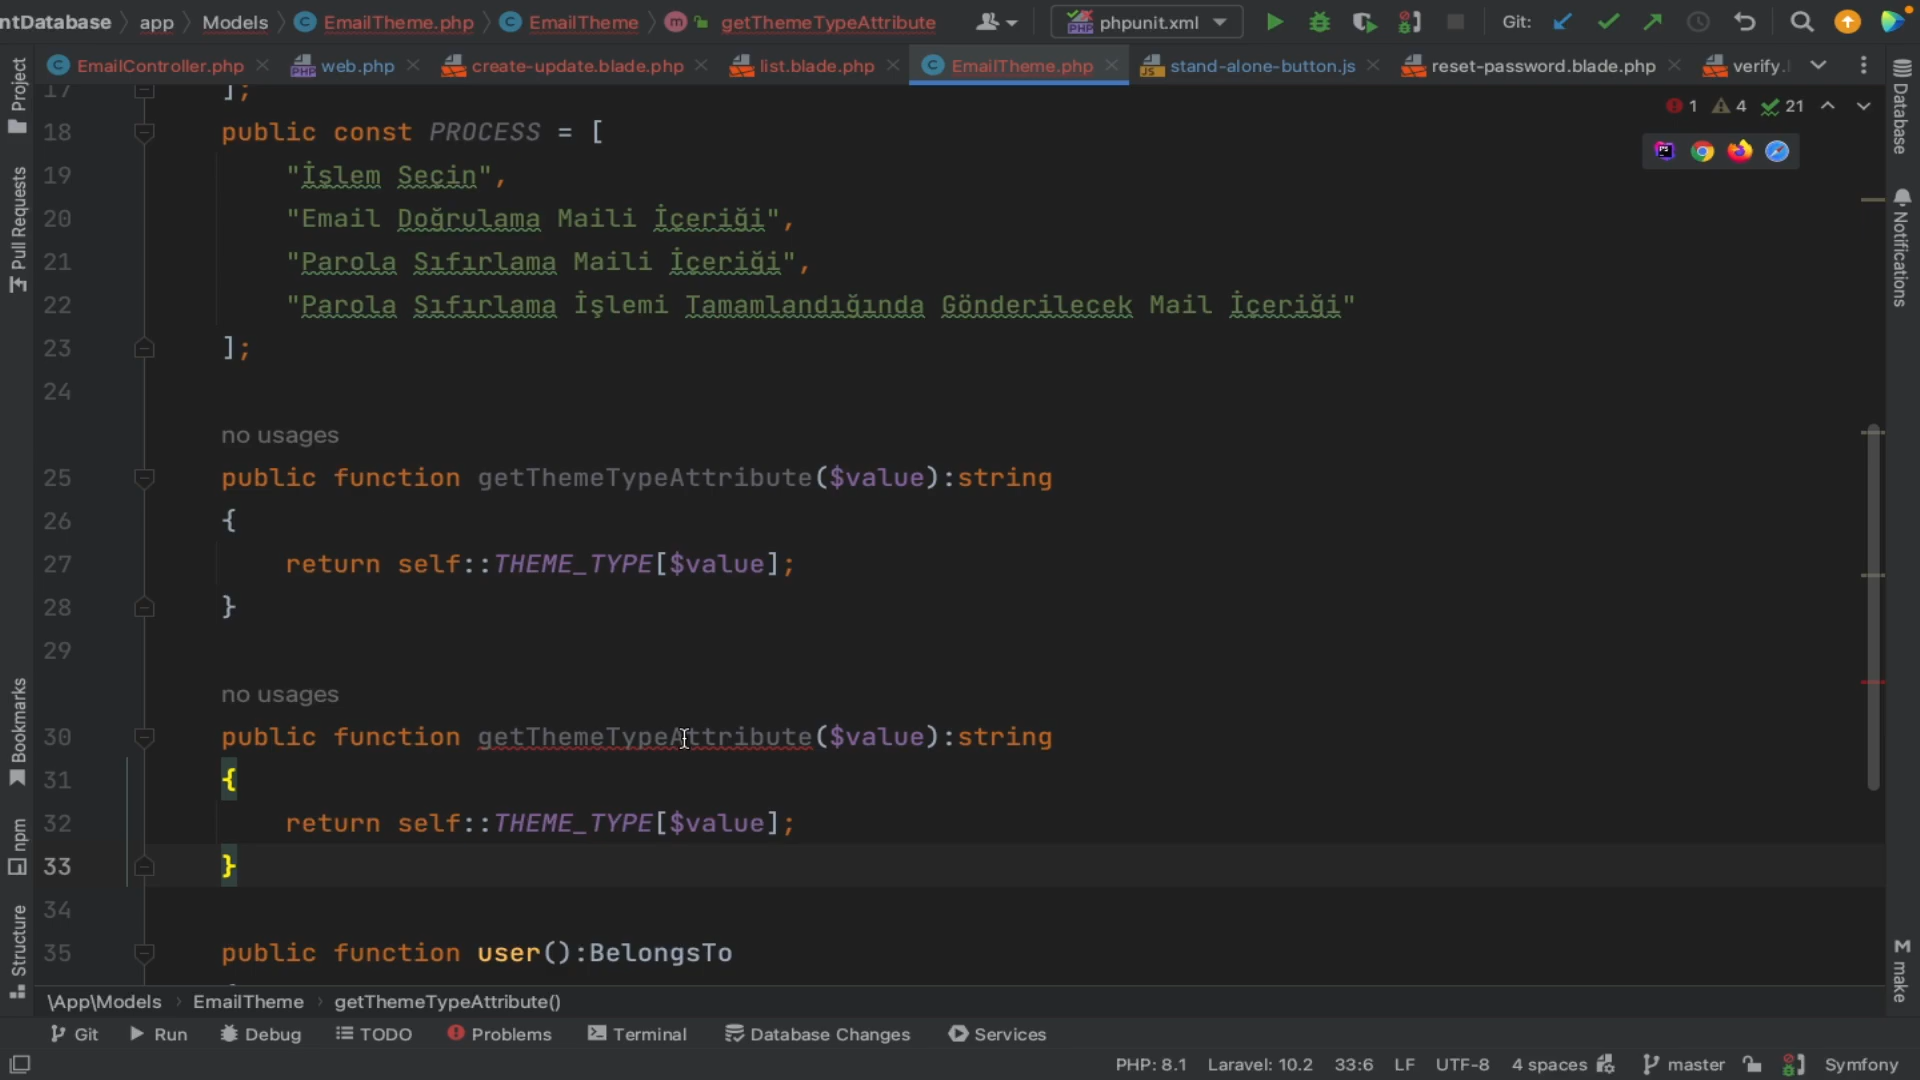 ntDatabase app Models EmailTheme.php EmailTheme m getThemeTypeAttribute phpunit.xml Git:
EmailController.php web.php create-update.blade.php list.blade.php EmailTheme.php stand-alone-button.js reset-password.blade.php verify.
1 4 21
17 ];
18 public const PROCESS = [
19 "İşlem Seçin",
20 "Email Doğrulama Maili İçeriği",
21 "Parola Sıfırlama Maili İçeriği",
22 "Parola Sıfırlama İşlemi Tamamlandığında Gönderilecek Mail İçeriği"
23 ];
24
no usages
25 public function getThemeTypeAttribute($value):string
26 {
27 return self::THEME_TYPE[$value];
28 }
29
no usages
30 public function getThemeTypeAttribute($value):string
31 {
32 return self::THEME_TYPE[$value];
33 }
34
35 public function user():BelongsTo
Project
Pull Requests
Bookmarks
npm
Structure
Database
Notifications
make
\App\Models EmailTheme getThemeTypeAttribute()
Git Run Debug TODO Problems Terminal Database Changes Services
PHP: 8.1 Laravel: 10.2 33:6 LF UTF-8 4 spaces master Symfony